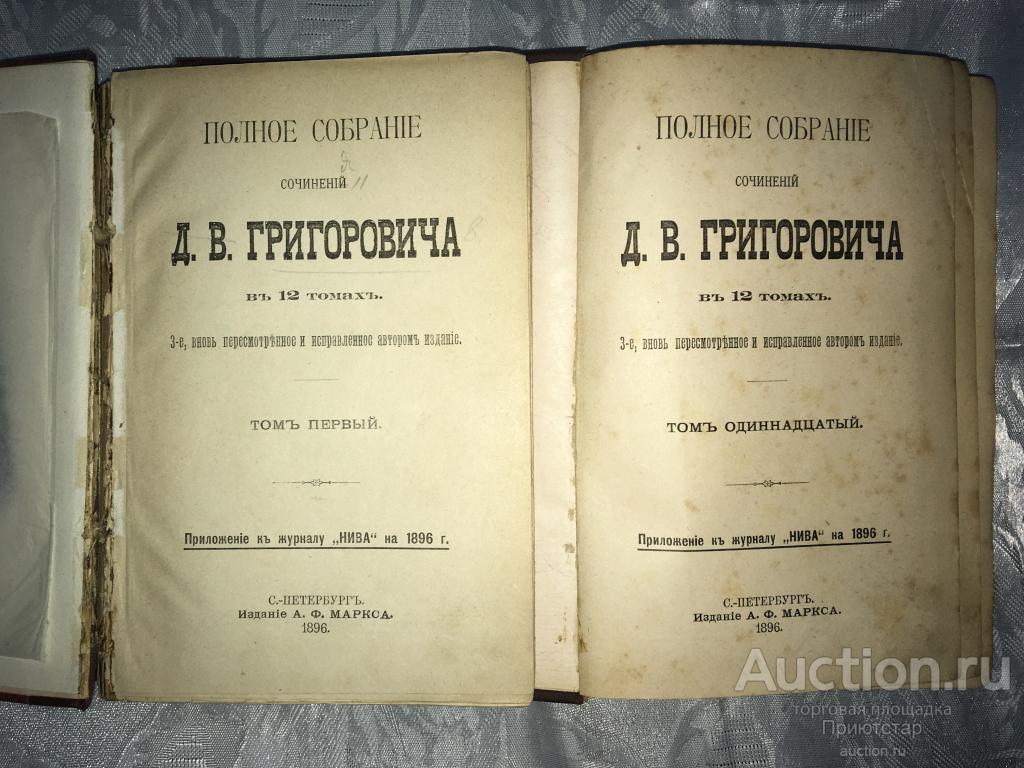 ПОЛНОЕ СОБРАНІЕ
СОЧИНЕНІЙ
11
Д. В. ГРИГОРОВИЧА
въ 12 томахъ.
3-е, вновь пересмотрѣнное и исправленное авторомъ изданіе.
ТОМЪ ПЕРВЫЙ.
Приложеніе къ журналу „НИВА“ на 1896 г.
С.-ПЕТЕРБУРГЪ.
Изданіе А. Ф. МАРКСА.
1896.
ПОЛНОЕ СОБРАНІЕ
СОЧИНЕНІЙ
Д. В. ГРИГОРОВИЧА
въ 12 томахъ.
3-е, вновь пересмотрѣнное и исправленное авторомъ изданіе.
ТОМЪ ОДИННАДЦАТЫЙ.
Приложеніе къ журналу „НИВА“ на 1896 г.
С.-ПЕТЕРБУРГЪ.
Изданіе А. Ф. МАРКСА.
1896.
Auction.ru
торговая площадка
Приютстар
auction.ru